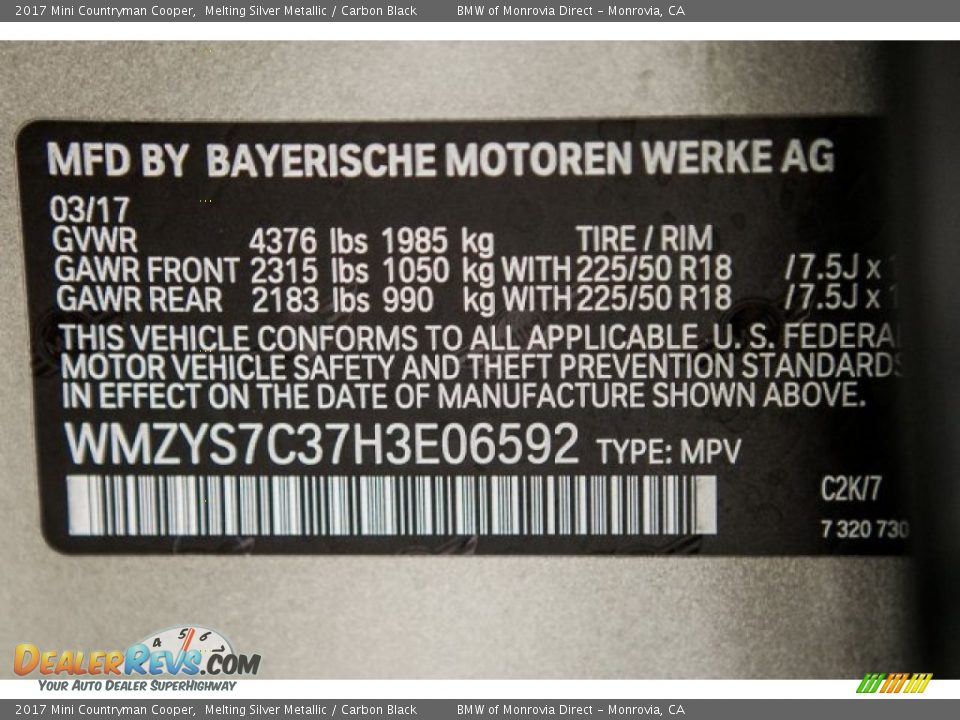 2017 Mini Countryman Cooper, Melting Silver Metallic / Carbon Black BMW of Monrovia Direct - Monrovia, CA
MFD BY BAYERISCHE MOTOREN WERKE AG
03/17
GVWR 4376 lbs 1985 kg TIRE / RIM
GAWR FRONT 2315 lbs 1050 kg WITH 225/50 R18 /7.5J x
GAWR REAR 2183 lbs 990 kg WITH 225/50 R18 /7.5J x
THIS VEHICLE CONFORMS TO ALL APPLICABLE U.S. FEDERAL
MOTOR VEHICLE SAFETY AND THEFT PREVENTION STANDARDS
IN EFFECT ON THE DATE OF MANUFACTURE SHOWN ABOVE.
WMZYS7C37H3E06592 TYPE: MPV
C2K/7
7 320 730
4 5 6
DEALERREVS.COM
YOUR AUTO DEALER SUPERHIGHWAY
2017 Mini Countryman Cooper, Melting Silver Metallic / Carbon Black BMW of Monrovia Direct - Monrovia, CA